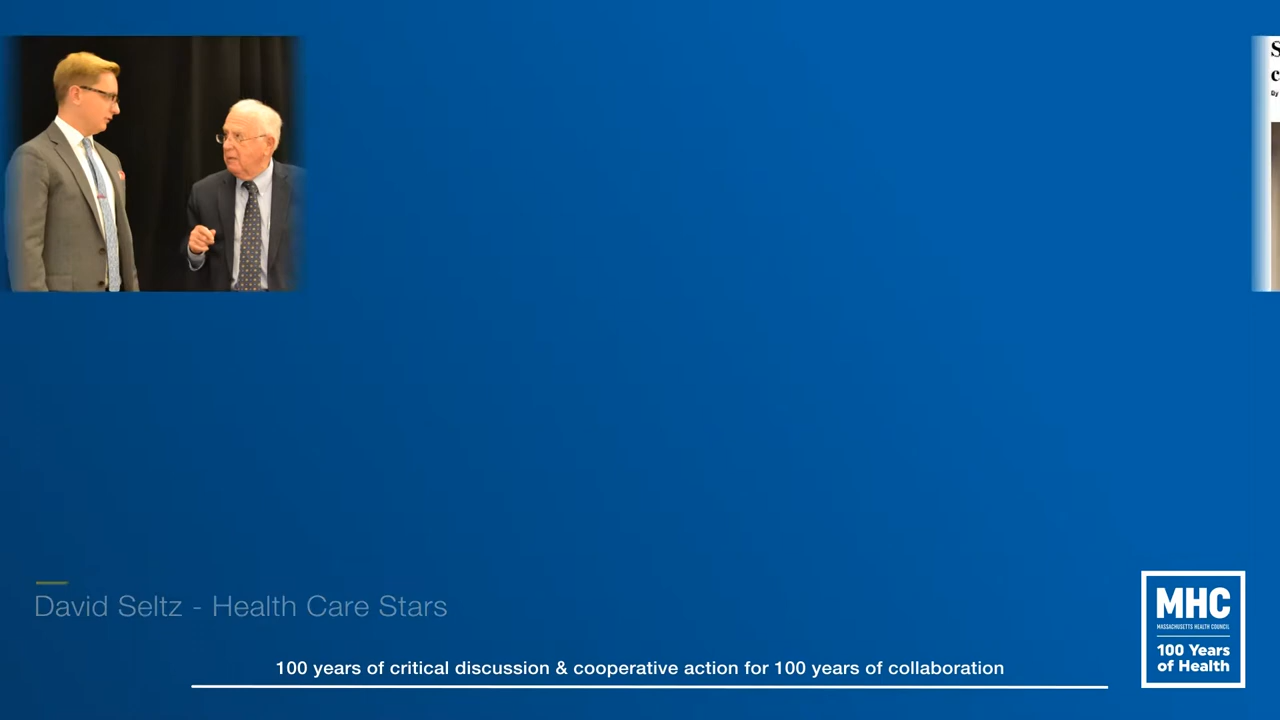 S
c
By
David Seltz - Health Care Stars
100 years of critical discussion & cooperative action for 100 years of collaboration
MHC
MASSACHUSETTS HEALTH COUNCIL
100 Years
of Health